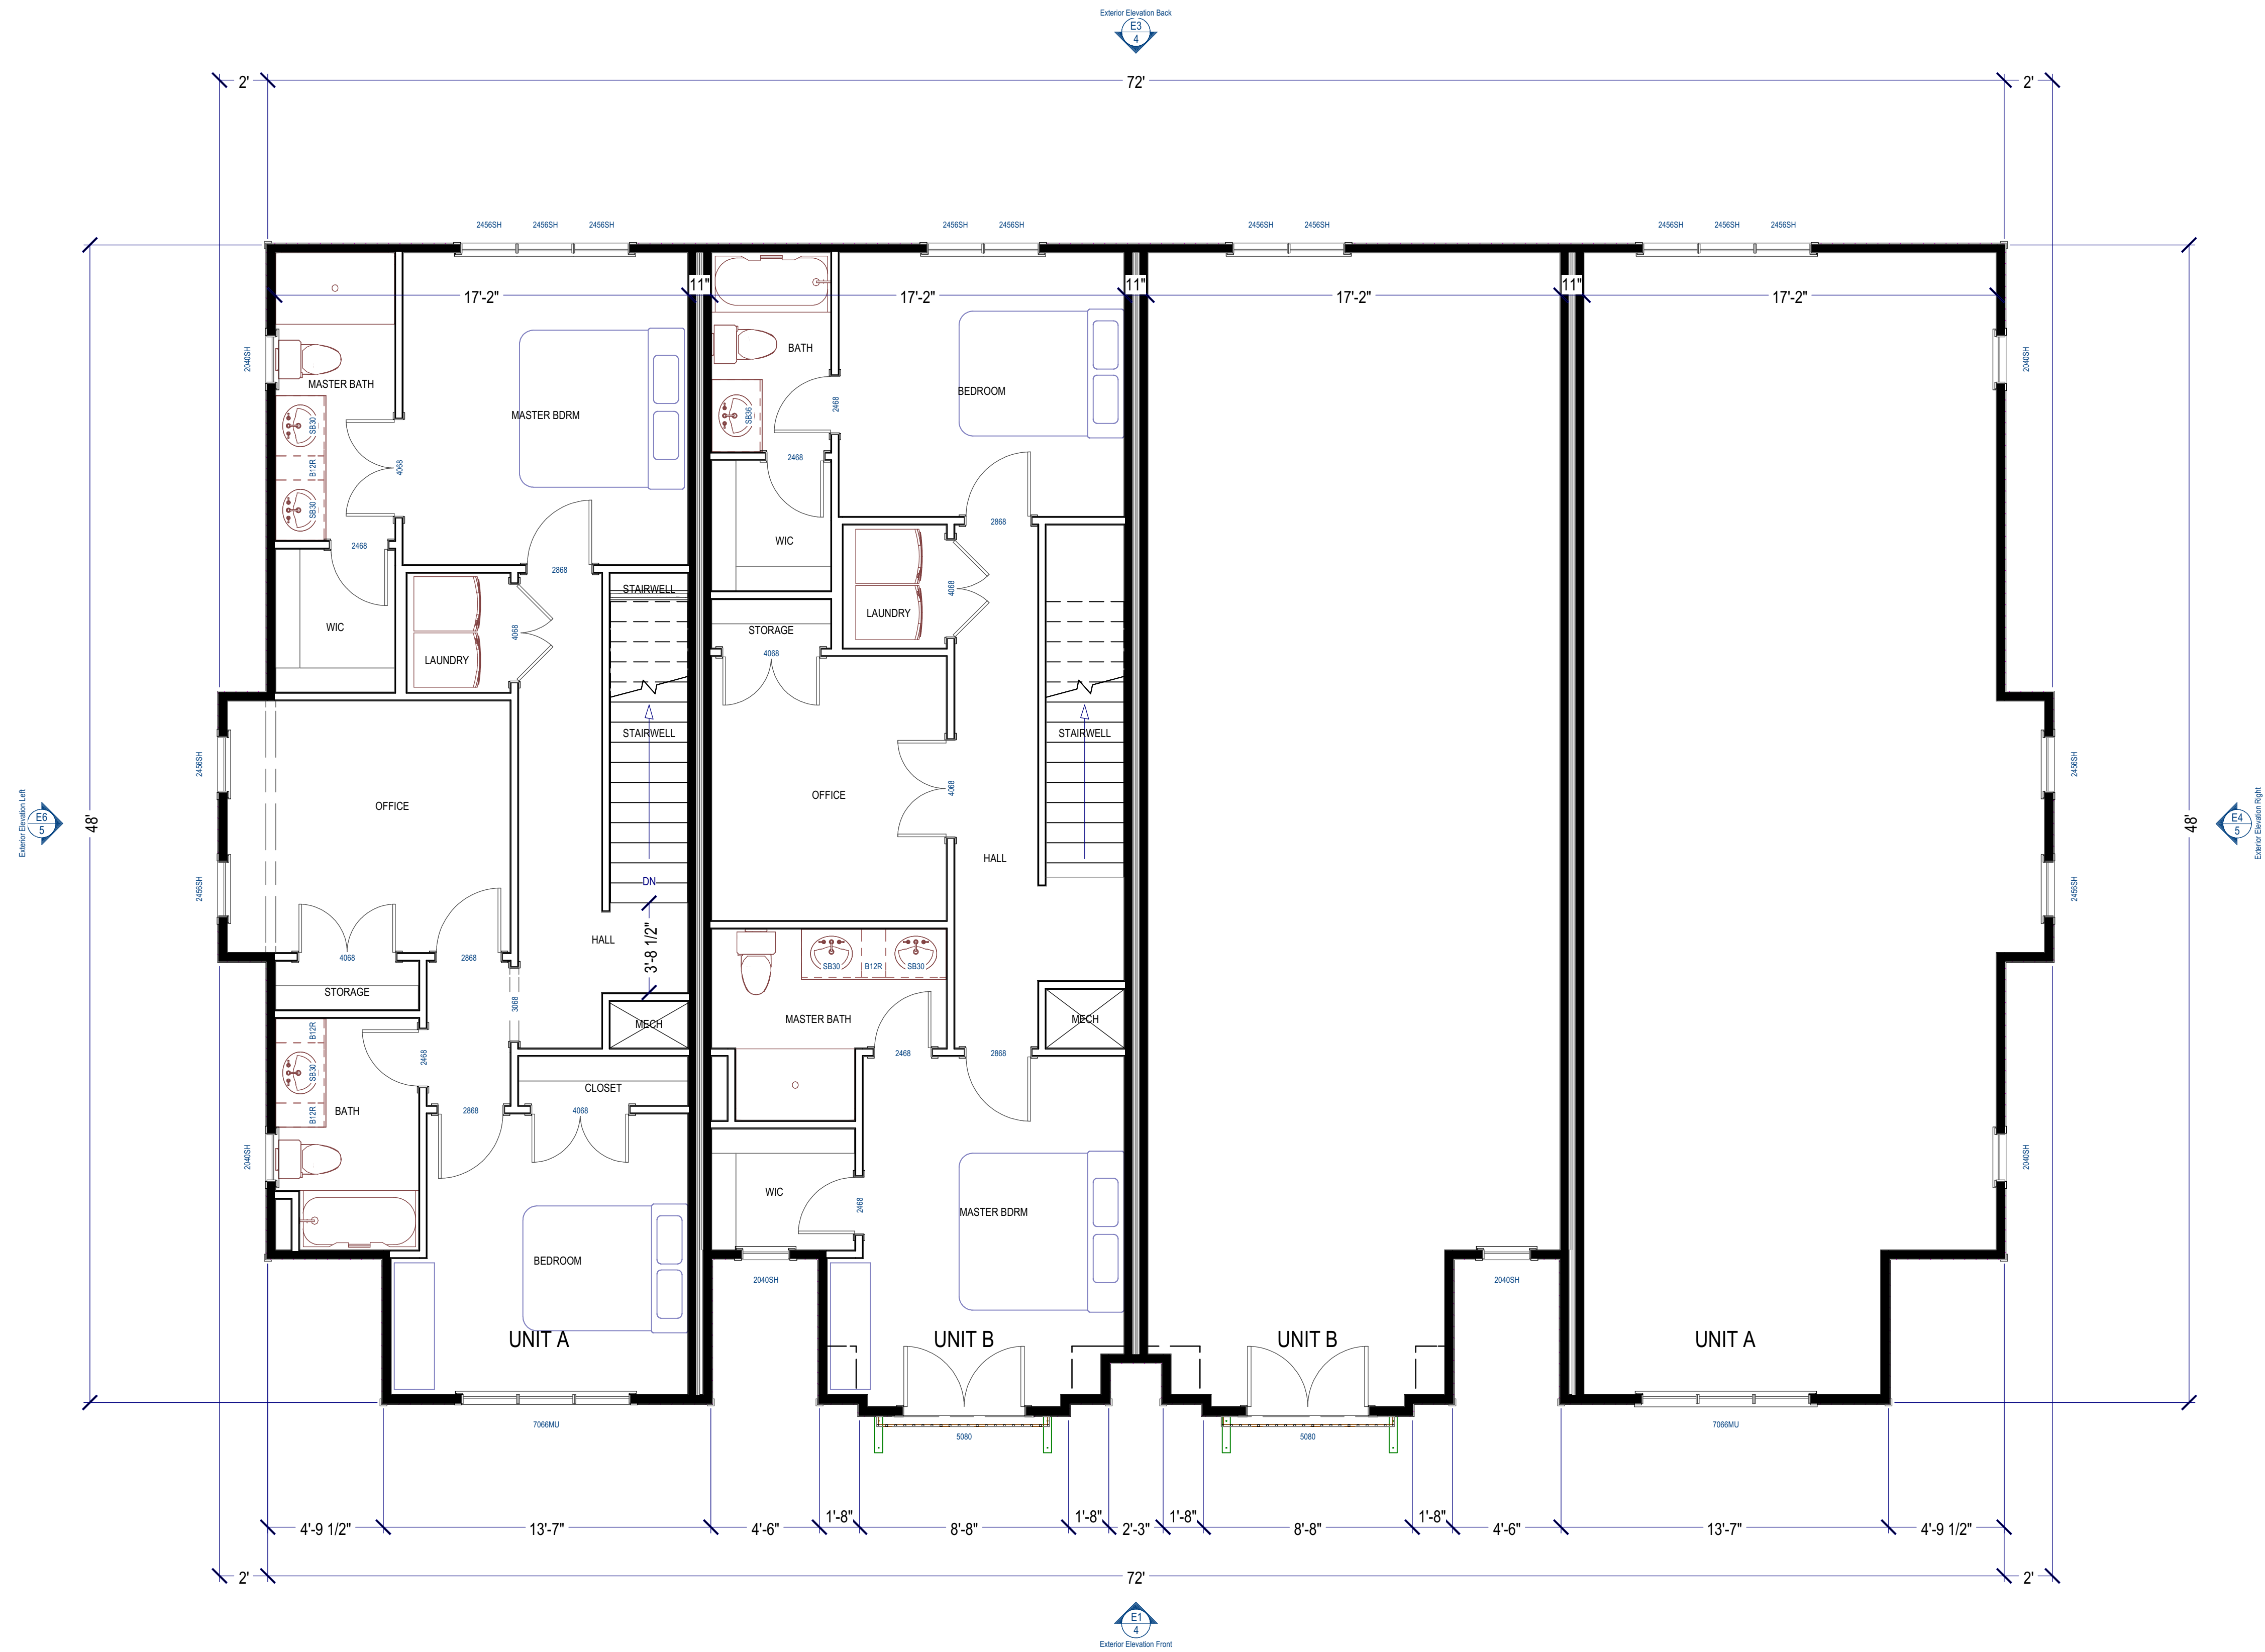 Exterior Elevation Back
E3
4
2' 72' 2'
2456SH 2456SH 2456SH 2456SH 2456SH 2456SH 2456SH 2456SH 2456SH 2456SH
17'-2" 11" 17'-2" 11" 17'-2" 11" 17'-2"
2040SH
MASTER BATH
SB30
B12R
SB30
4068
2468
MASTER BDRM
2868
WIC
LAUNDRY
4068
STAIRWELL
STAIRWELL
DN
3'-8 1/2"
HALL
MECH
2456SH
2456SH
OFFICE
4068
2868
STORAGE
3068
B12R
SB30
B12R
2468
BATH
2040SH
2868
CLOSET
4068
BEDROOM
UNIT A
7066MU
BATH
SB36
2468
2468
BEDROOM
2868
WIC
LAUNDRY
4068
STORAGE
4068
STAIRWELL
OFFICE
4068
HALL
SB30 B12R SB30
MASTER BATH
MECH
2468
2868
WIC
2468
MASTER BDRM
2040SH
UNIT B
5080
UNIT B
5080
2040SH
UNIT A
7066MU
2040SH
2456SH
2456SH
2040SH
48'
48'
Exterior Elevation Left
E6
5
Exterior Elevation Right
E4
5
4'-9 1/2" 13'-7" 4'-6" 1'-8" 8'-8" 1'-8" 2'-3" 1'-8" 8'-8" 1'-8" 4'-6" 13'-7" 4'-9 1/2"
2' 72' 2'
E1
4
Exterior Elevation Front